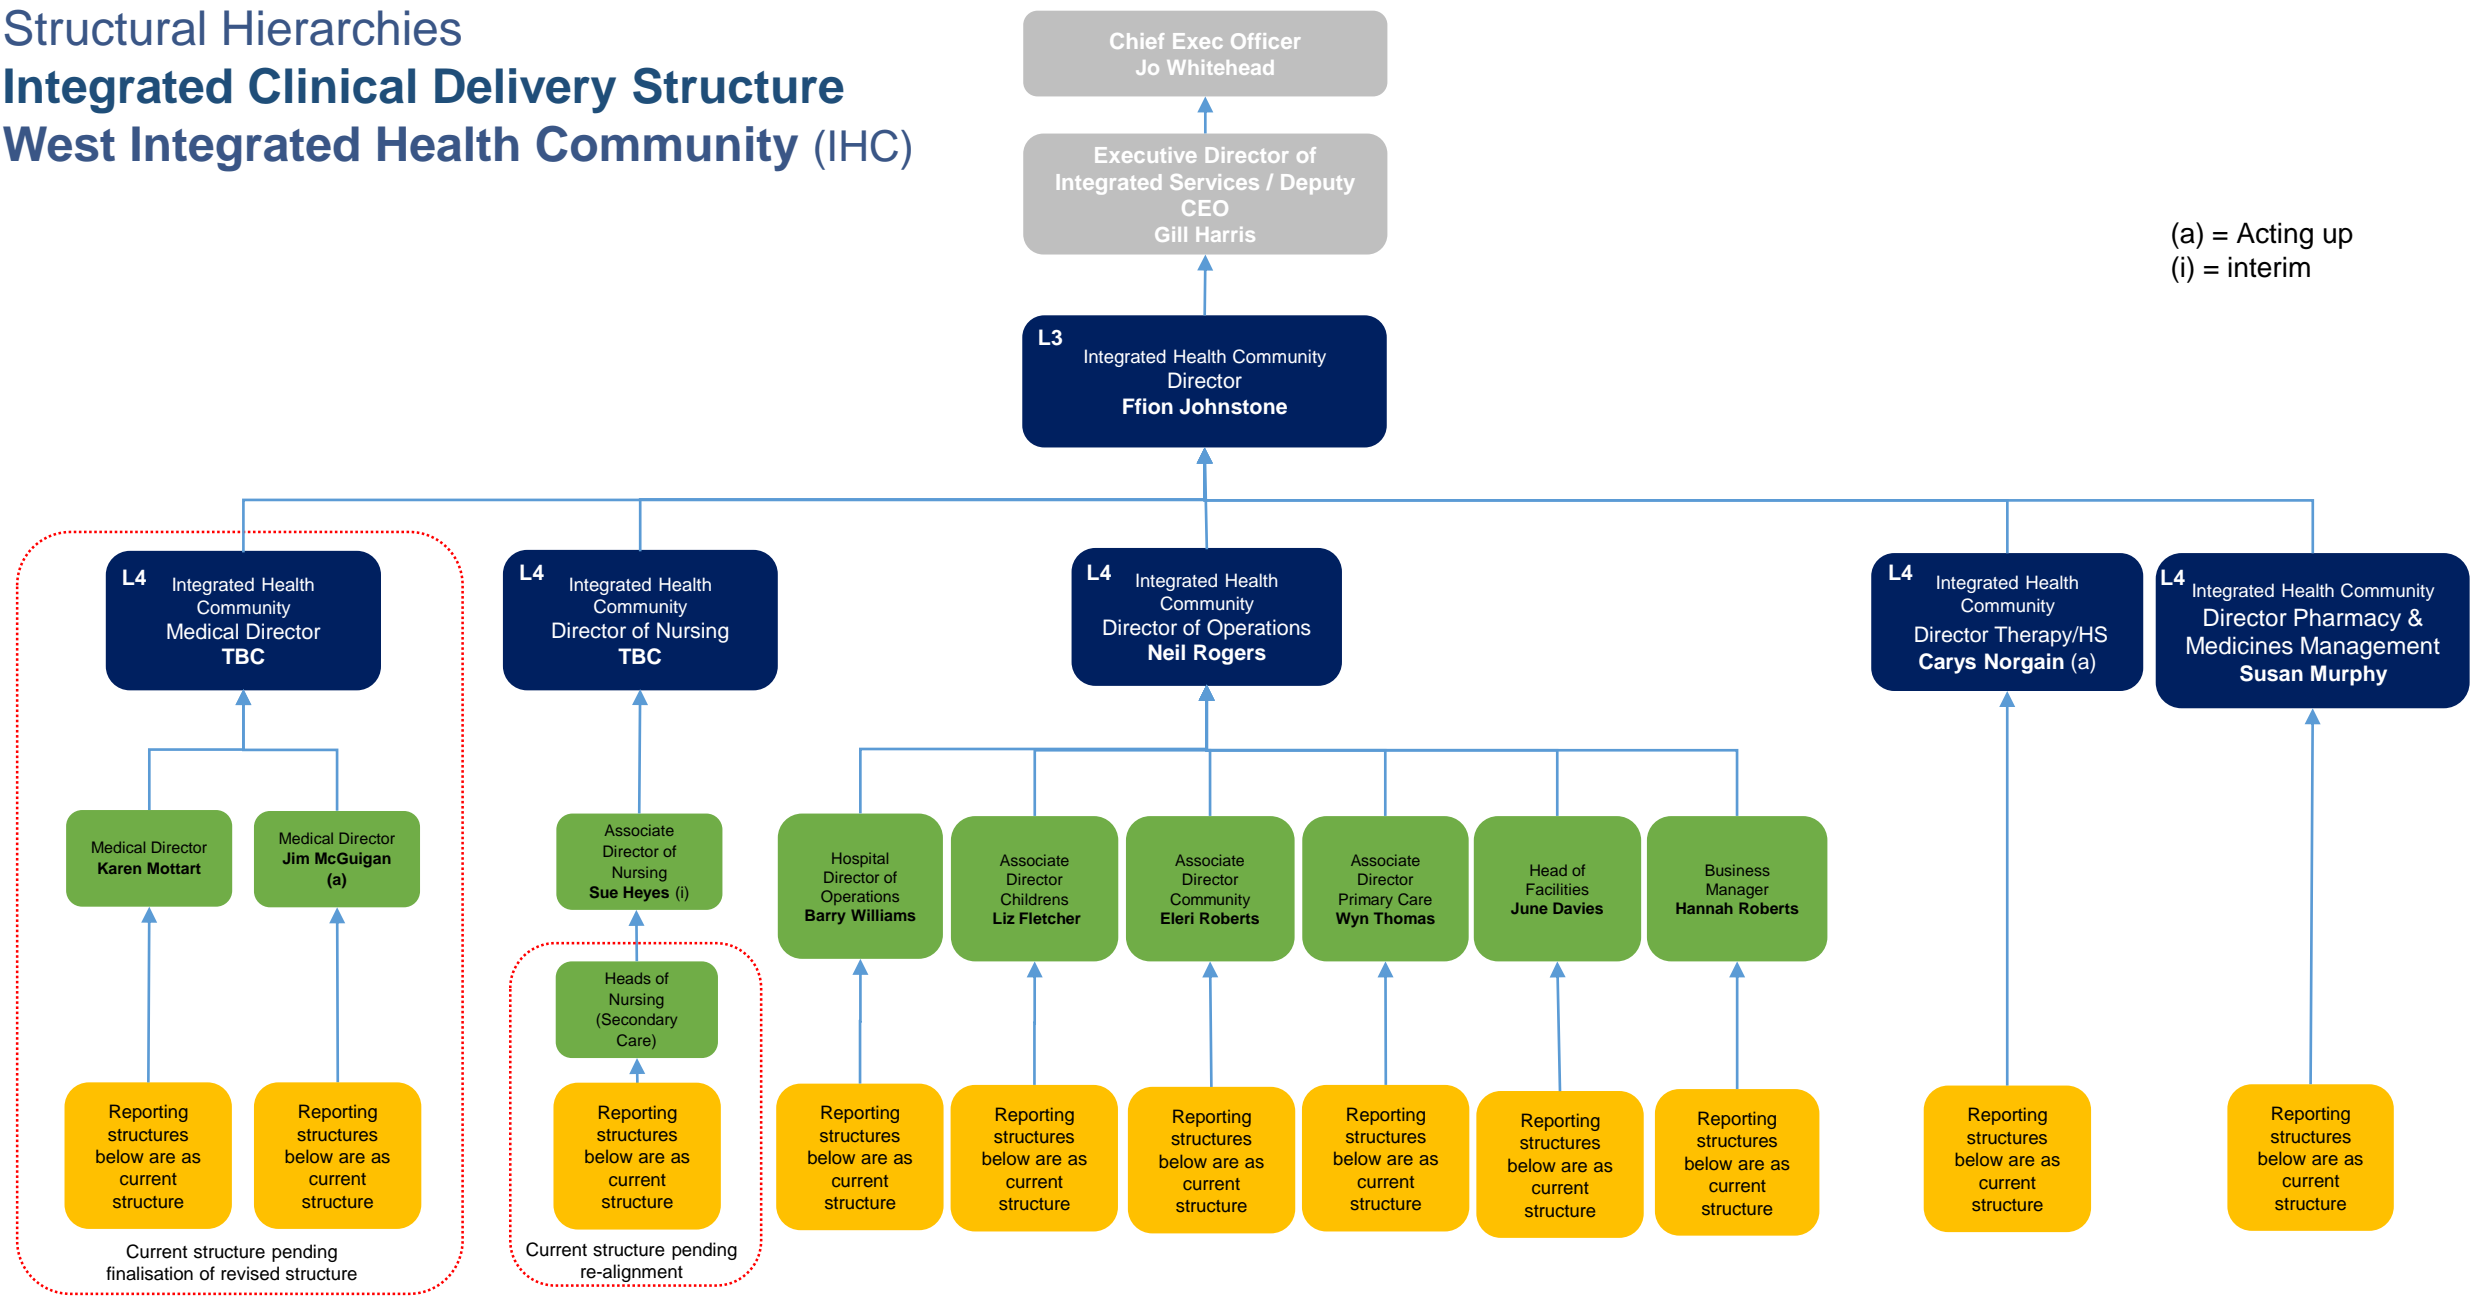 Structural Hierarchies
Integrated Clinical Delivery Structure
West Integrated Health Community (IHC)
Chief Exec Officer
Jo Whitehead
Executive Director of
Integrated Services / Deputy
CEO
Gill Harris
(a) = Acting up
(i) = interim
L3
Integrated Health Community
Director
Ffion Johnstone
L4
Integrated Health
Community
Medical Director
TBC
L4
Integrated Health
Community
Director of Nursing
TBC
L4
Integrated Health
Community
Director of Operations
Neil Rogers
L4
Integrated Health
Community
Director Therapy/HS
Carys Norgain (a)
L4
Integrated Health Community
Director Pharmacy &
Medicines Management
Susan Murphy
Medical Director
Karen Mottart
Medical Director
Jim McGuigan
(a)
Associate
Director of
Nursing
Sue Heyes (i)
Hospital
Director of
Operations
Barry Williams
Associate
Director
Childrens
Liz Fletcher
Associate
Director
Community
Eleri Roberts
Associate
Director
Primary Care
Wyn Thomas
Head of
Facilities
June Davies
Business
Manager
Hannah Roberts
Heads of
Nursing
(Secondary
Care)
Reporting
structures
below are as
current
structure
Reporting
structures
below are as
current
structure
Reporting
structures
below are as
current
structure
Reporting
structures
below are as
current
structure
Reporting
structures
below are as
current
structure
Reporting
structures
below are as
current
structure
Reporting
structures
below are as
current
structure
Reporting
structures
below are as
current
structure
Reporting
structures
below are as
current
structure
Reporting
structures
below are as
current
structure
Reporting
structures
below are as
current
structure
Current structure pending
finalisation of revised structure
Current structure pending
re-alignment